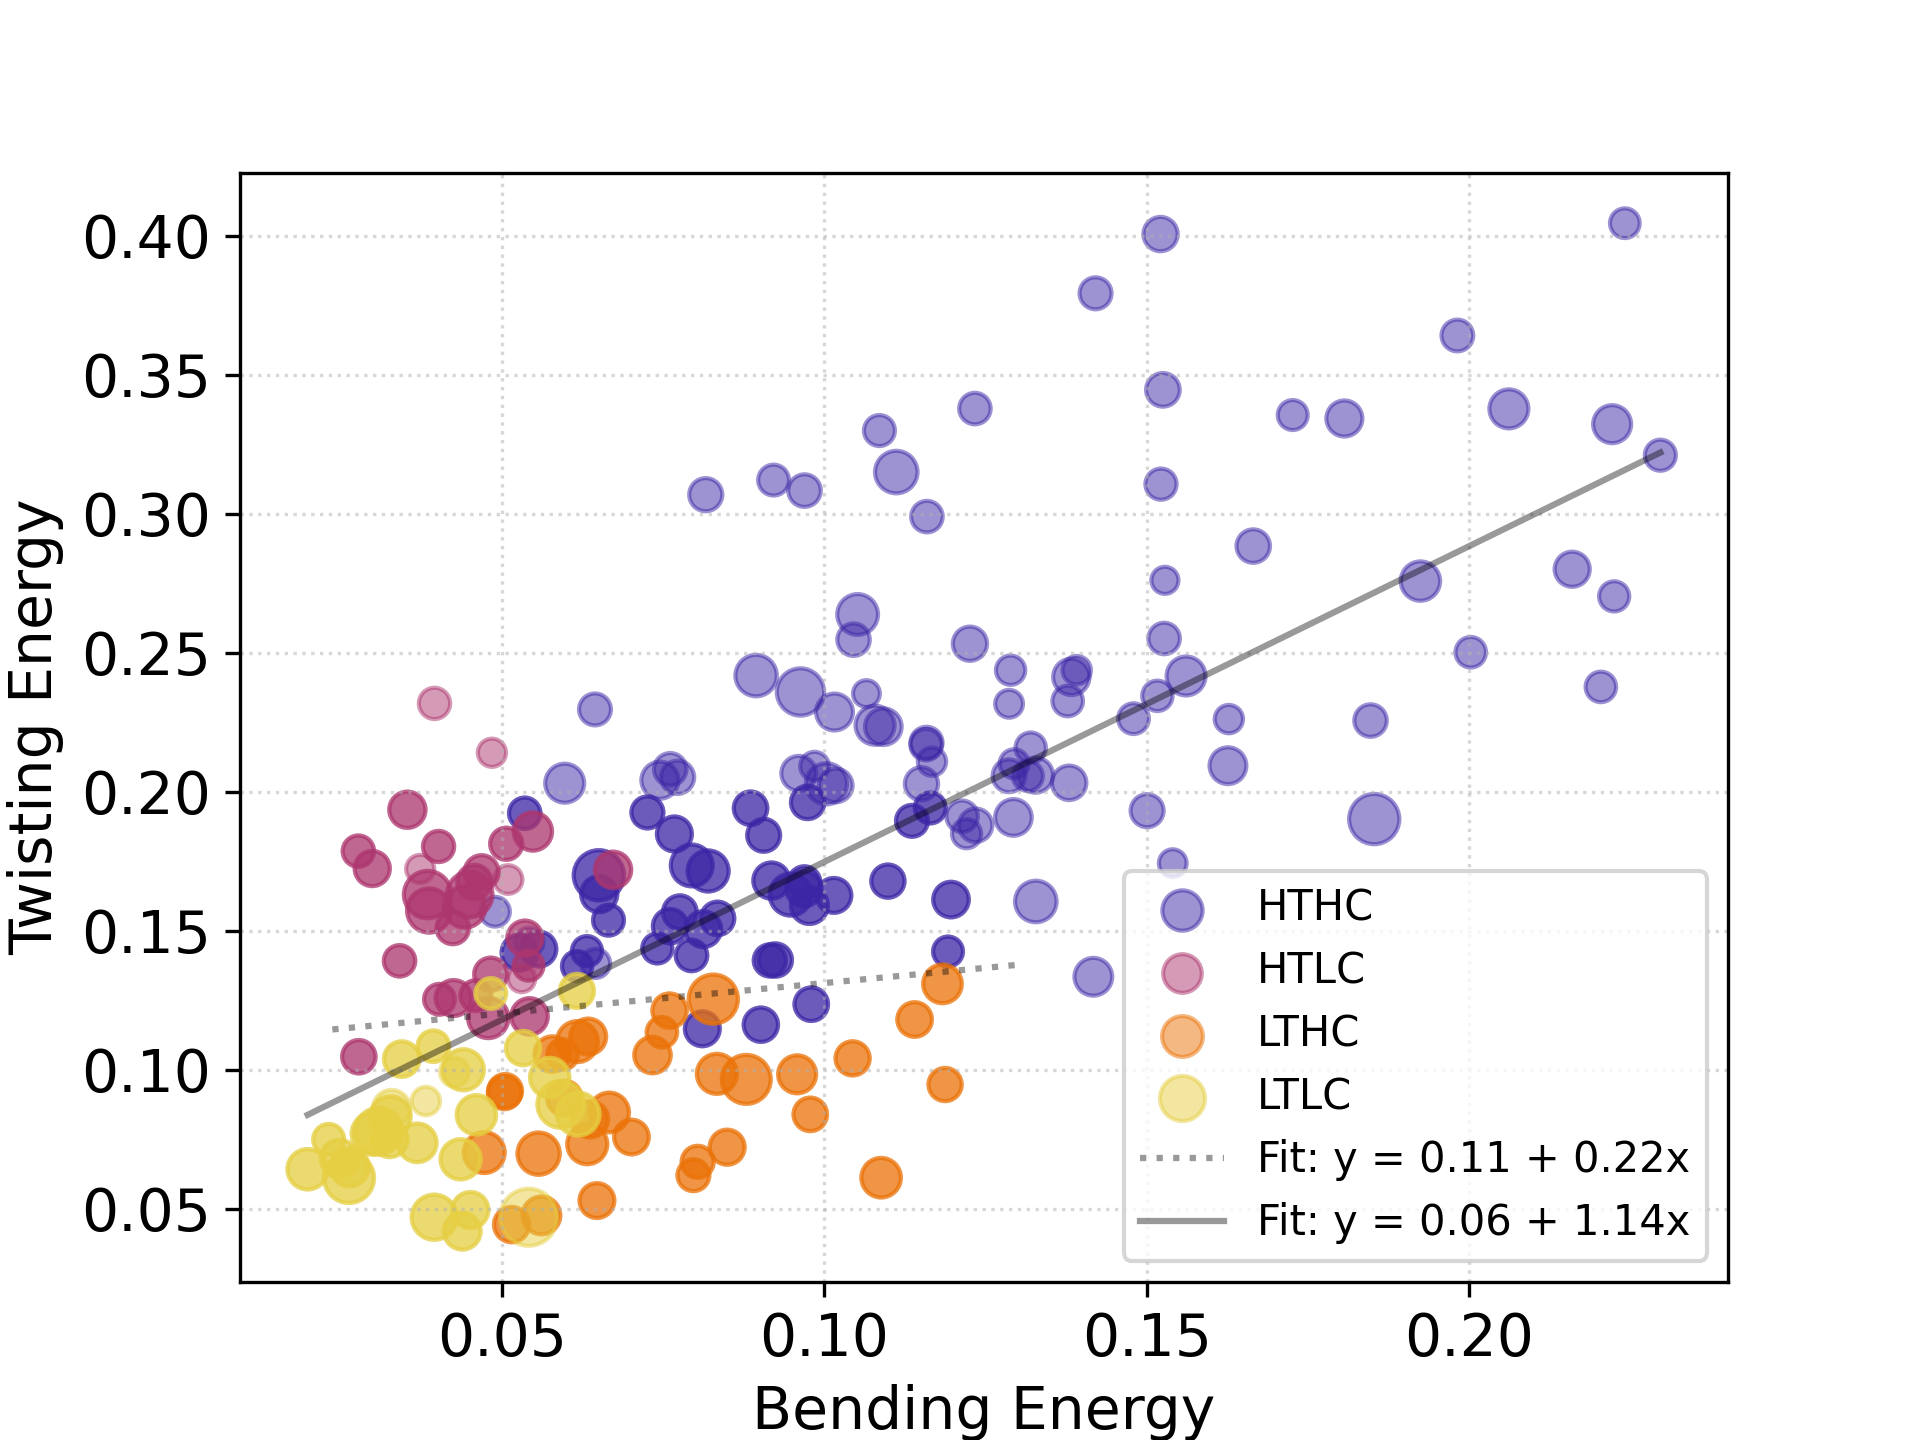 0.40
0.35
0.30
0.25
0.20
0.15
0.10
0.05
Twisting Energy
HTHC
HTLC
LTHC
LTLC
Fit: y = 0.11 + 0.22x
Fit: y = 0.06 + 1.14x
0.05 0.10 0.15 0.20
Bending Energy